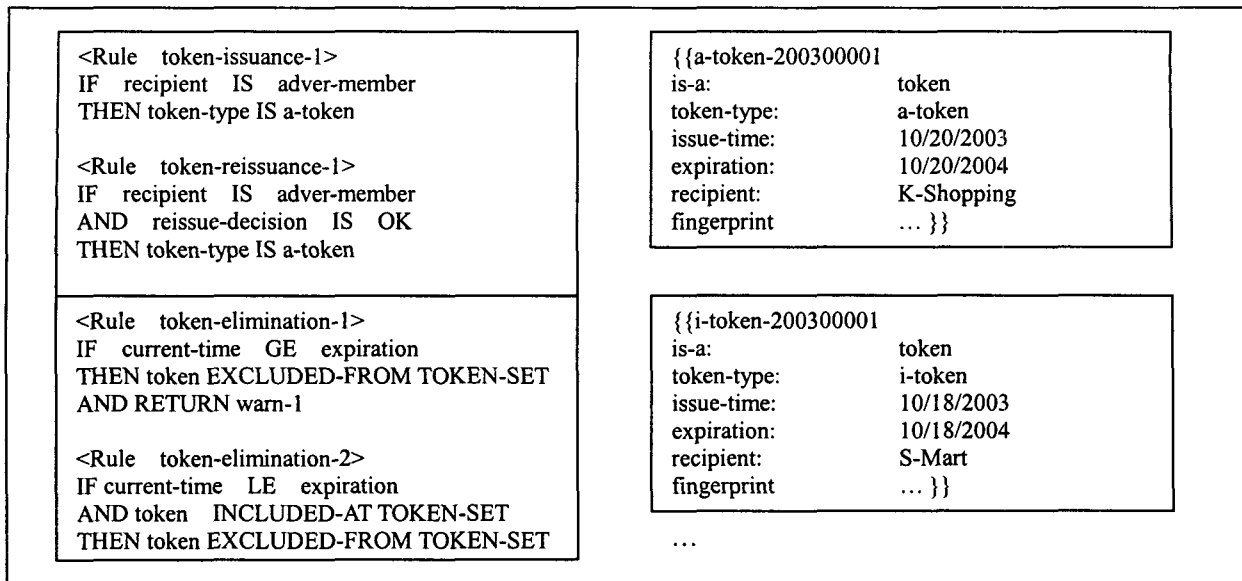 <Rule token-issuance-1>
IF recipient IS adver-member
THEN token-type IS a-token
<Rule token-reissuance-1>
IF recipient IS adver-member
AND reissue-decision IS OK
THEN token-type IS a-token
<Rule token-elimination-1>
IF current-time GE expiration
THEN token EXCLUDED-FROM TOKEN-SET
AND RETURN warn-1
<Rule token-elimination-2>
IF current-time LE expiration
AND token INCLUDED-AT TOKEN-SET
THEN token EXCLUDED-FROM TOKEN-SET
{{a-token-200300001
is-a: token
token-type: a-token
issue-time: 10/20/2003
expiration: 10/20/2004
recipient: K-Shopping
fingerprint ... }}
{{i-token-200300001
is-a: token
token-type: i-token
issue-time: 10/18/2003
expiration: 10/18/2004
recipient: S-Mart
fingerprint ... }}
...